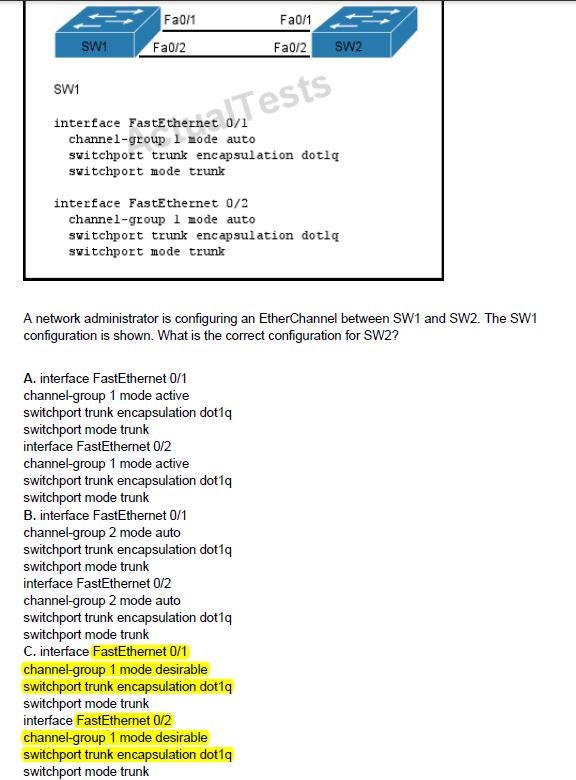 Fa0/1 Fa0/1
SW1 Fa0/2 Fa0/2 SW2
SW1
ActualTests
interface FastEthernet 0/1
channel-group 1 mode auto
switchport trunk encapsulation dot1q
switchport mode trunk
interface FastEthernet 0/2
channel-group 1 mode auto
switchport trunk encapsulation dot1q
switchport mode trunk
A network administrator is configuring an EtherChannel between SW1 and SW2. The SW1
configuration is shown. What is the correct configuration for SW2?
A. interface FastEthernet 0/1
channel-group 1 mode active
switchport trunk encapsulation dot1q
switchport mode trunk
interface FastEthernet 0/2
channel-group 1 mode active
switchport trunk encapsulation dot1q
switchport mode trunk
B. interface FastEthernet 0/1
channel-group 2 mode auto
switchport trunk encapsulation dot1q
switchport mode trunk
interface FastEthernet 0/2
channel-group 2 mode auto
switchport trunk encapsulation dot1q
switchport mode trunk
C. interface FastEthernet 0/1
channel-group 1 mode desirable
switchport trunk encapsulation dot1q
switchport mode trunk
interface FastEthernet 0/2
channel-group 1 mode desirable
switchport trunk encapsulation dot1q
switchport mode trunk